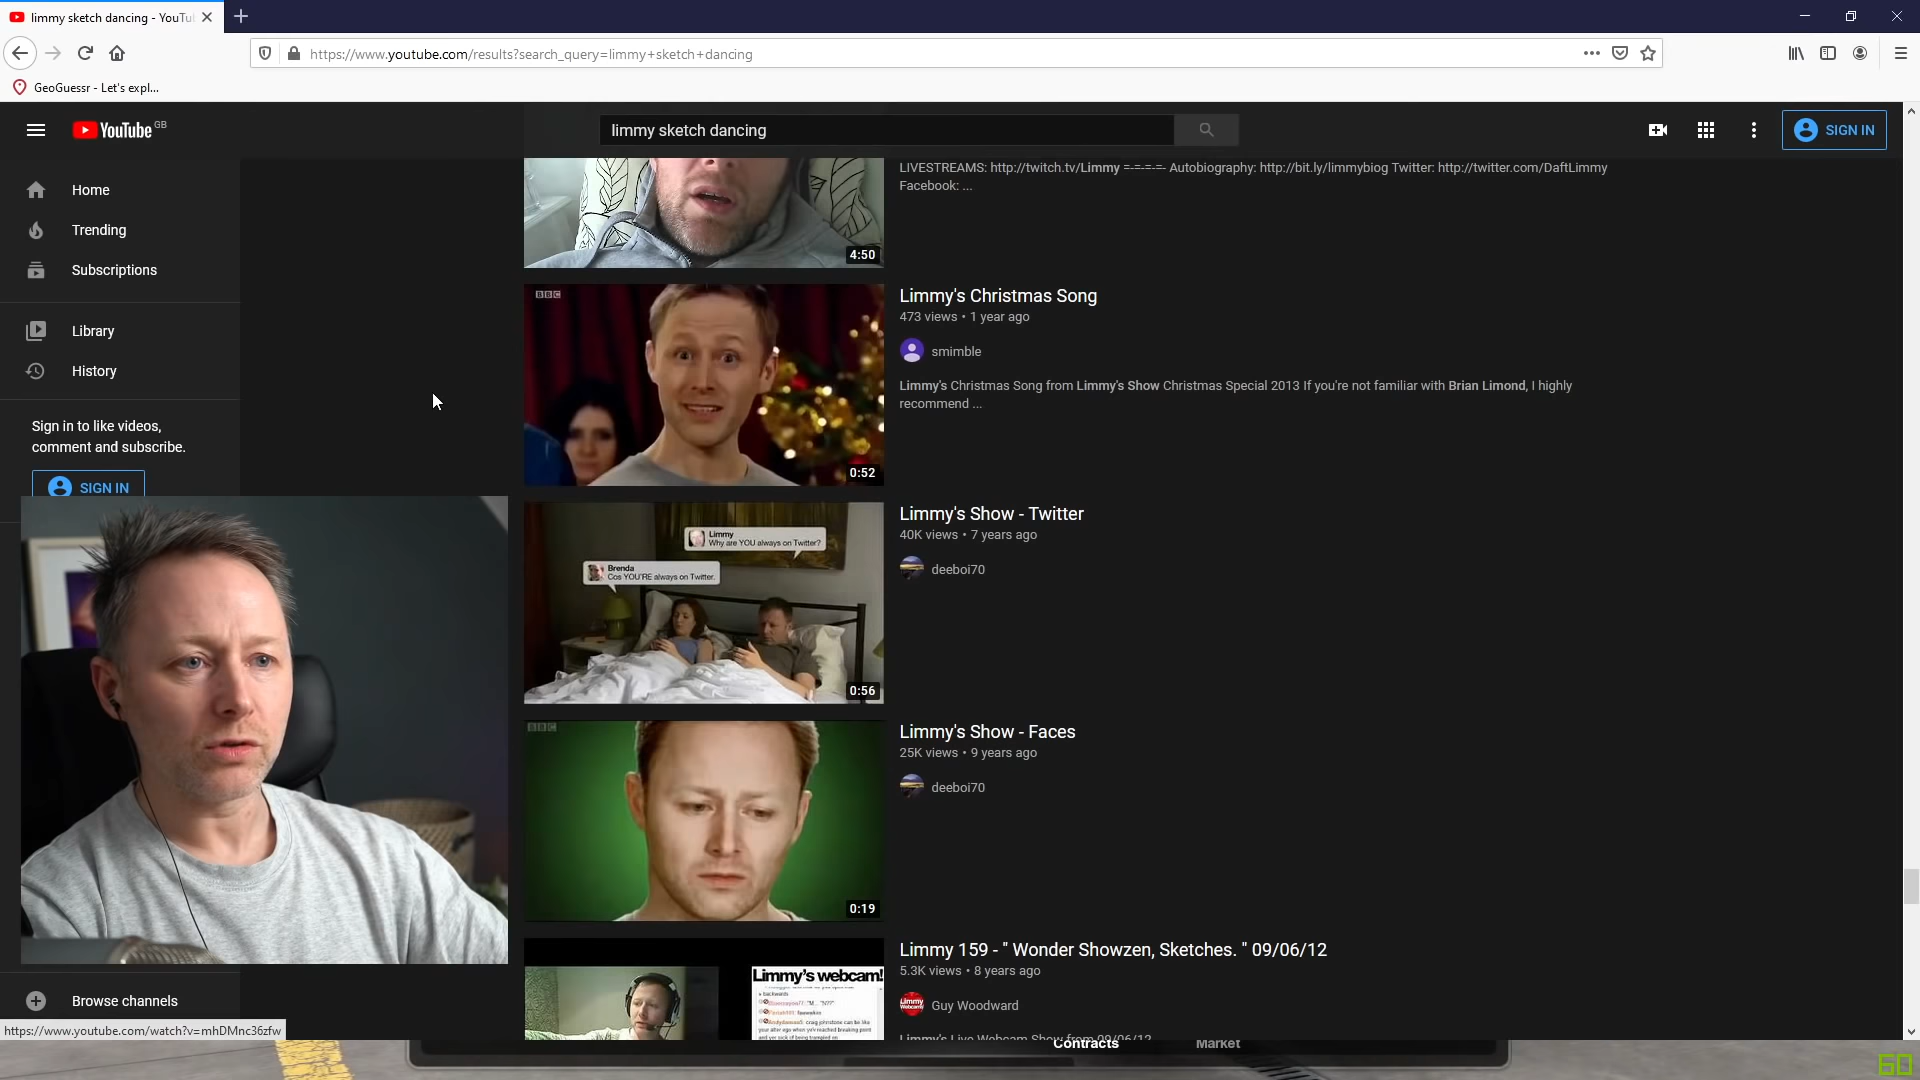 limmy sketch dancing - YouTu
https://www.youtube.com/results?search_query=limmy+sketch+dancing
GeoGuessr - Let's expl...
YouTube GB
limmy sketch dancing
SIGN IN
Home
Trending
Subscriptions
Library
History
Sign in to like videos,
comment and subscribe.
SIGN IN
Browse channels
https://www.youtube.com/watch?v=mhDMnc36zfw
LIVESTREAMS: http://twitch.tv/Limmy =-=-=-=- Autobiography: http://bit.ly/limmybiog Twitter: http://twitter.com/DaftLimmy
Facebook: ...
4:50
BBC
0:52
Limmy's Christmas Song
473 views • 1 year ago
smimble
Limmy's Christmas Song from Limmy's Show Christmas Special 2013 If you're not familiar with Brian Limond, I highly
recommend ...
Limmy
Why are YOU always on Twitter?
Brenda
Cos YOU'RE always on Twitter.
0:56
Limmy's Show - Twitter
40K views • 7 years ago
deeboi70
BBC
0:19
Limmy's Show - Faces
25K views • 9 years ago
deeboi70
Limmy's webcam!
Limmy 159 - " Wonder Showzen, Sketches. " 09/06/12
5.3K views • 8 years ago
Guy Woodward
Limmy's Live Webcam Show from 09/06/12
Contracts
Market
60